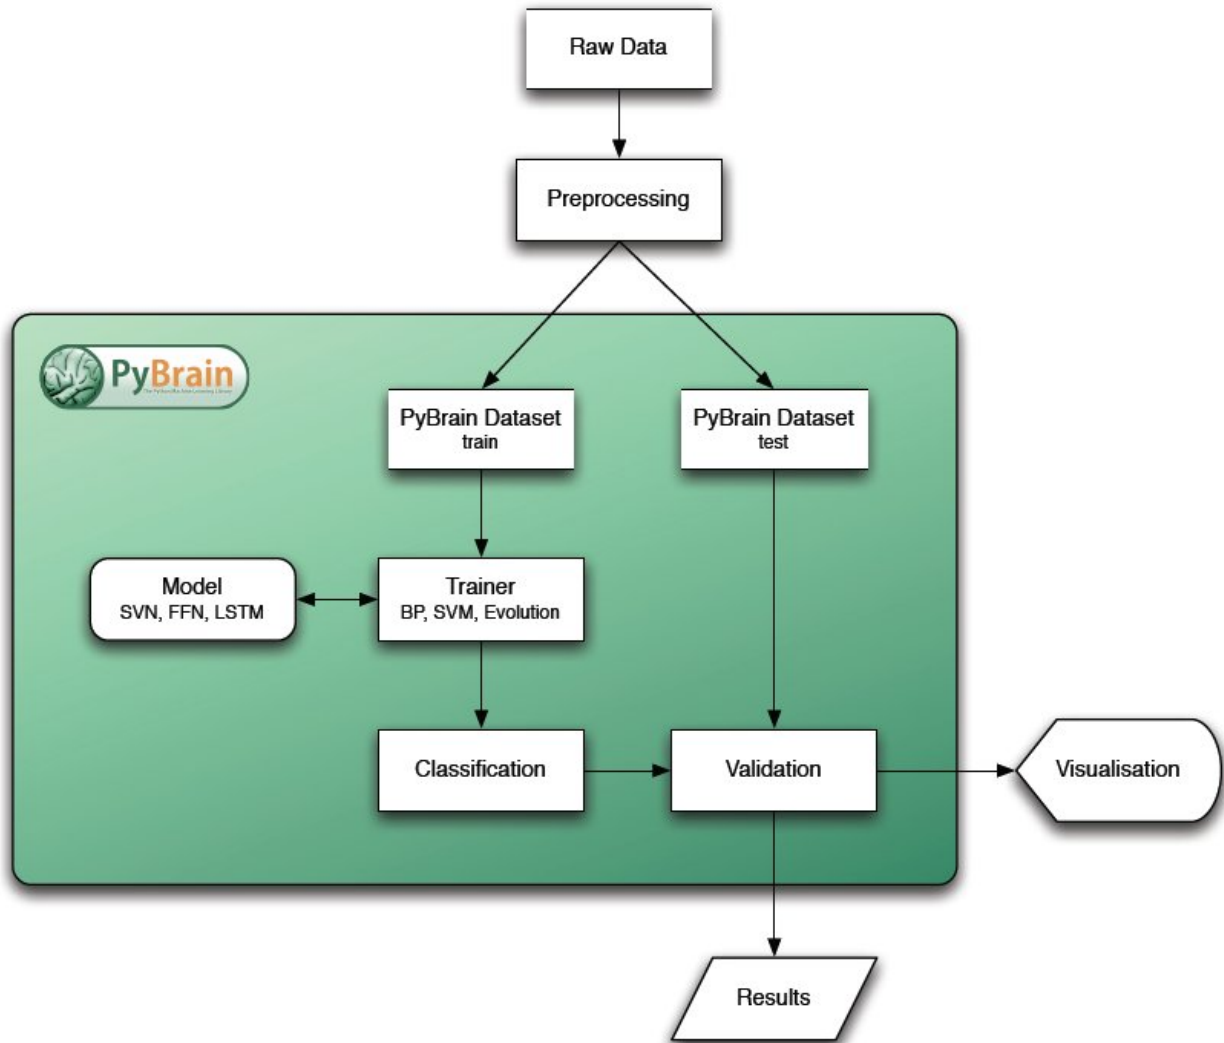 Raw Data
Preprocessing
PyBrain
PyBrain Dataset
train
PyBrain Dataset
test
Model
SVN, FFN, LSTM
Trainer
BP, SVM, Evolution
Classification
Validation
Visualisation
Results